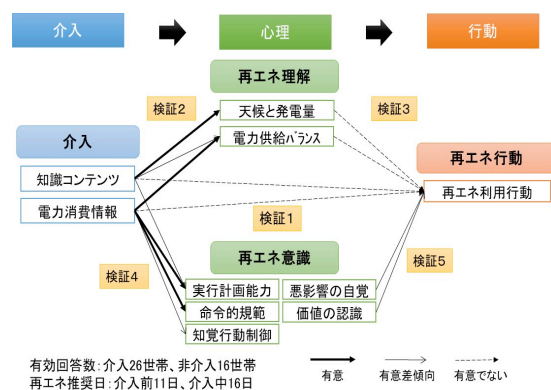 介入
心理
行動
再エネ理解
検証2
天候と発電量
検証3
電力供給バランス
介入
再エネ行動
知識コンテンツ
再エネ利用行動
電力消費情報
検証1
再エネ意識
検証4
検証5
実行計画能力
悪影響の自覚
命令的規範
価値の認識
知覚行動制御
有効回答数：介入26世帯、非介入16世帯
再エネ推奨日：介入前11日、介入中16日
有意
有意差傾向
有意でない